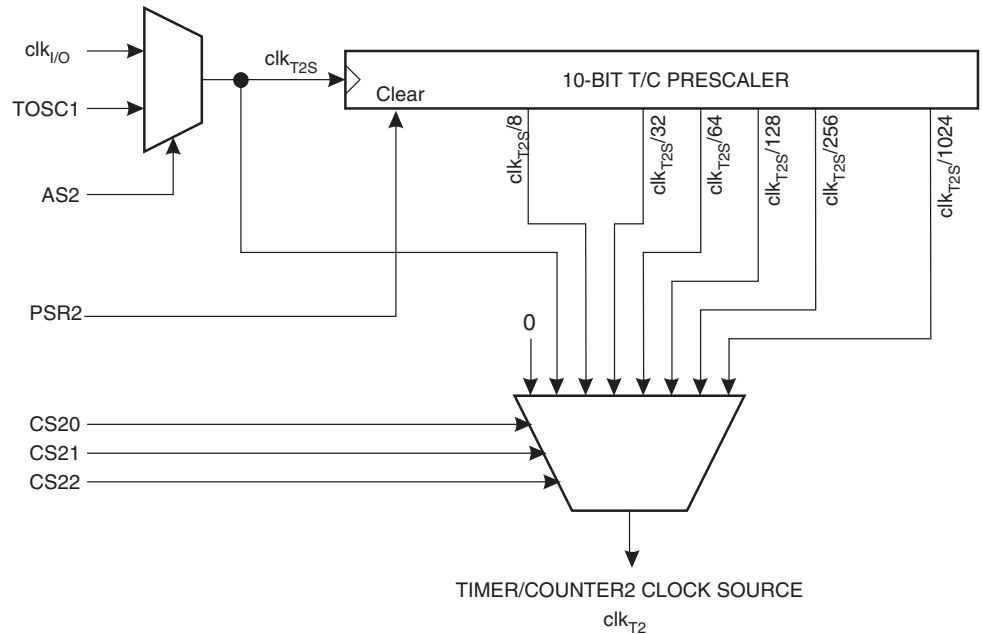 clkI/O
clkT2S
10-BIT T/C PRESCALER
TOSC1
Clear
clkT2S/8
clkT2S/32
clkT2S/64
clkT2S/128
clkT2S/256
clkT2S/1024
AS2
PSR2
0
CS20
CS21
CS22
TIMER/COUNTER2 CLOCK SOURCE
clkT2